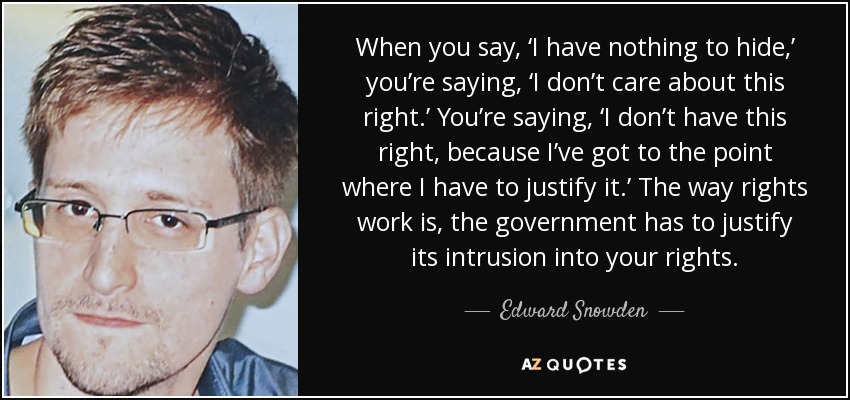 When you say, ‘I have nothing to hide,’
you’re saying, ‘I don’t care about this
right.’ You’re saying, ‘I don’t have this
right, because I’ve got to the point
where I have to justify it.’ The way rights
work is, the government has to justify
its intrusion into your rights.
Edward Snowden
AZ QUOTES